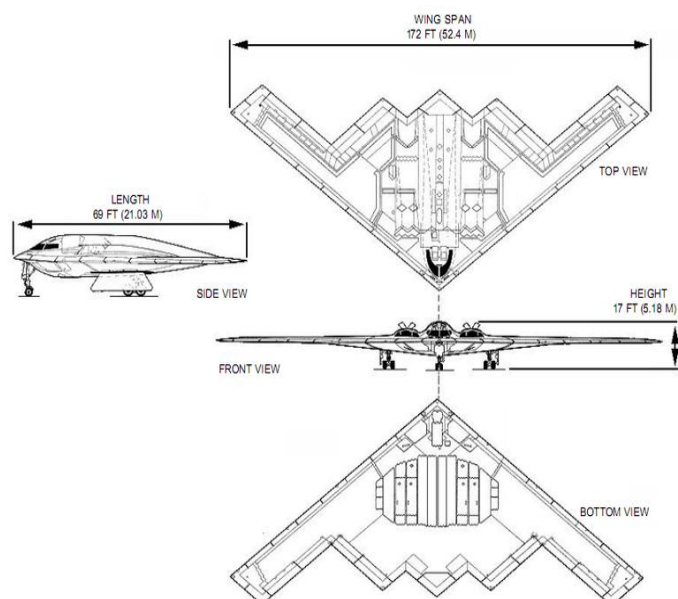 WING SPAN
172 FT (52.4 M)
TOP VIEW
LENGTH
69 FT (21.03 M)
SIDE VIEW
HEIGHT
17 FT (5.18 M)
FRONT VIEW
BOTTOM VIEW